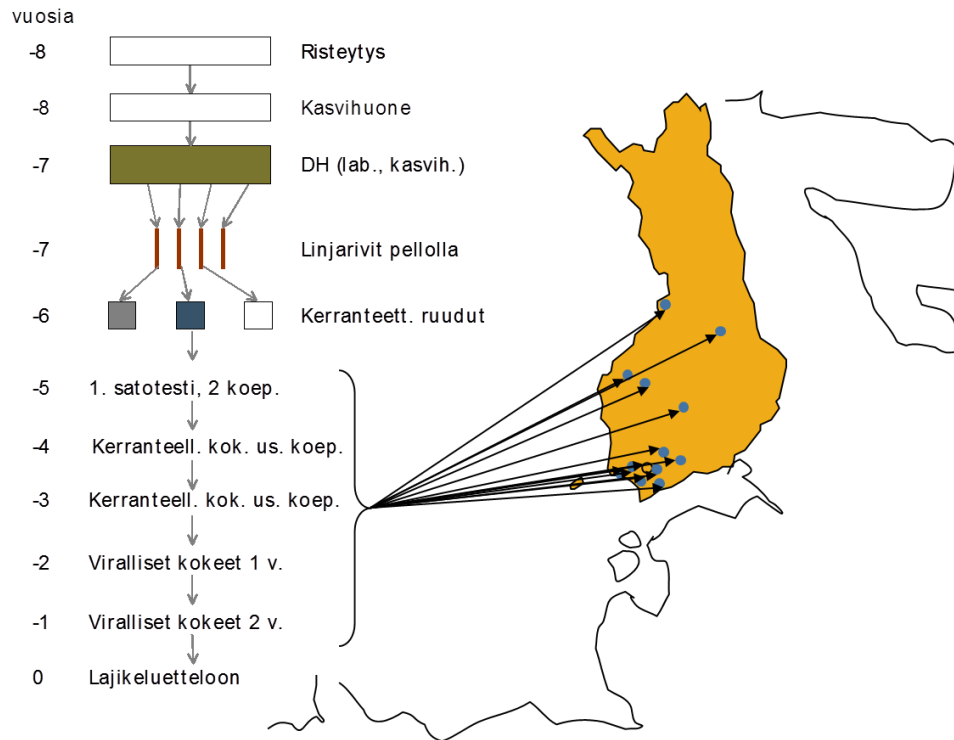 vuosia
-8 Risteytys
-8 Kasvihuone
-7 DH (lab., kasvih.)
-7 Linjarivit pellolla
-6 Kerranteett. ruudut
-5 1. satotesti, 2 koep.
-4 Kerranteell. kok. us. koep.
-3 Kerranteell. kok. us. koep.
-2 Viralliset kokeet 1 v.
-1 Viralliset kokeet 2 v.
0 Lajikeluetteloon